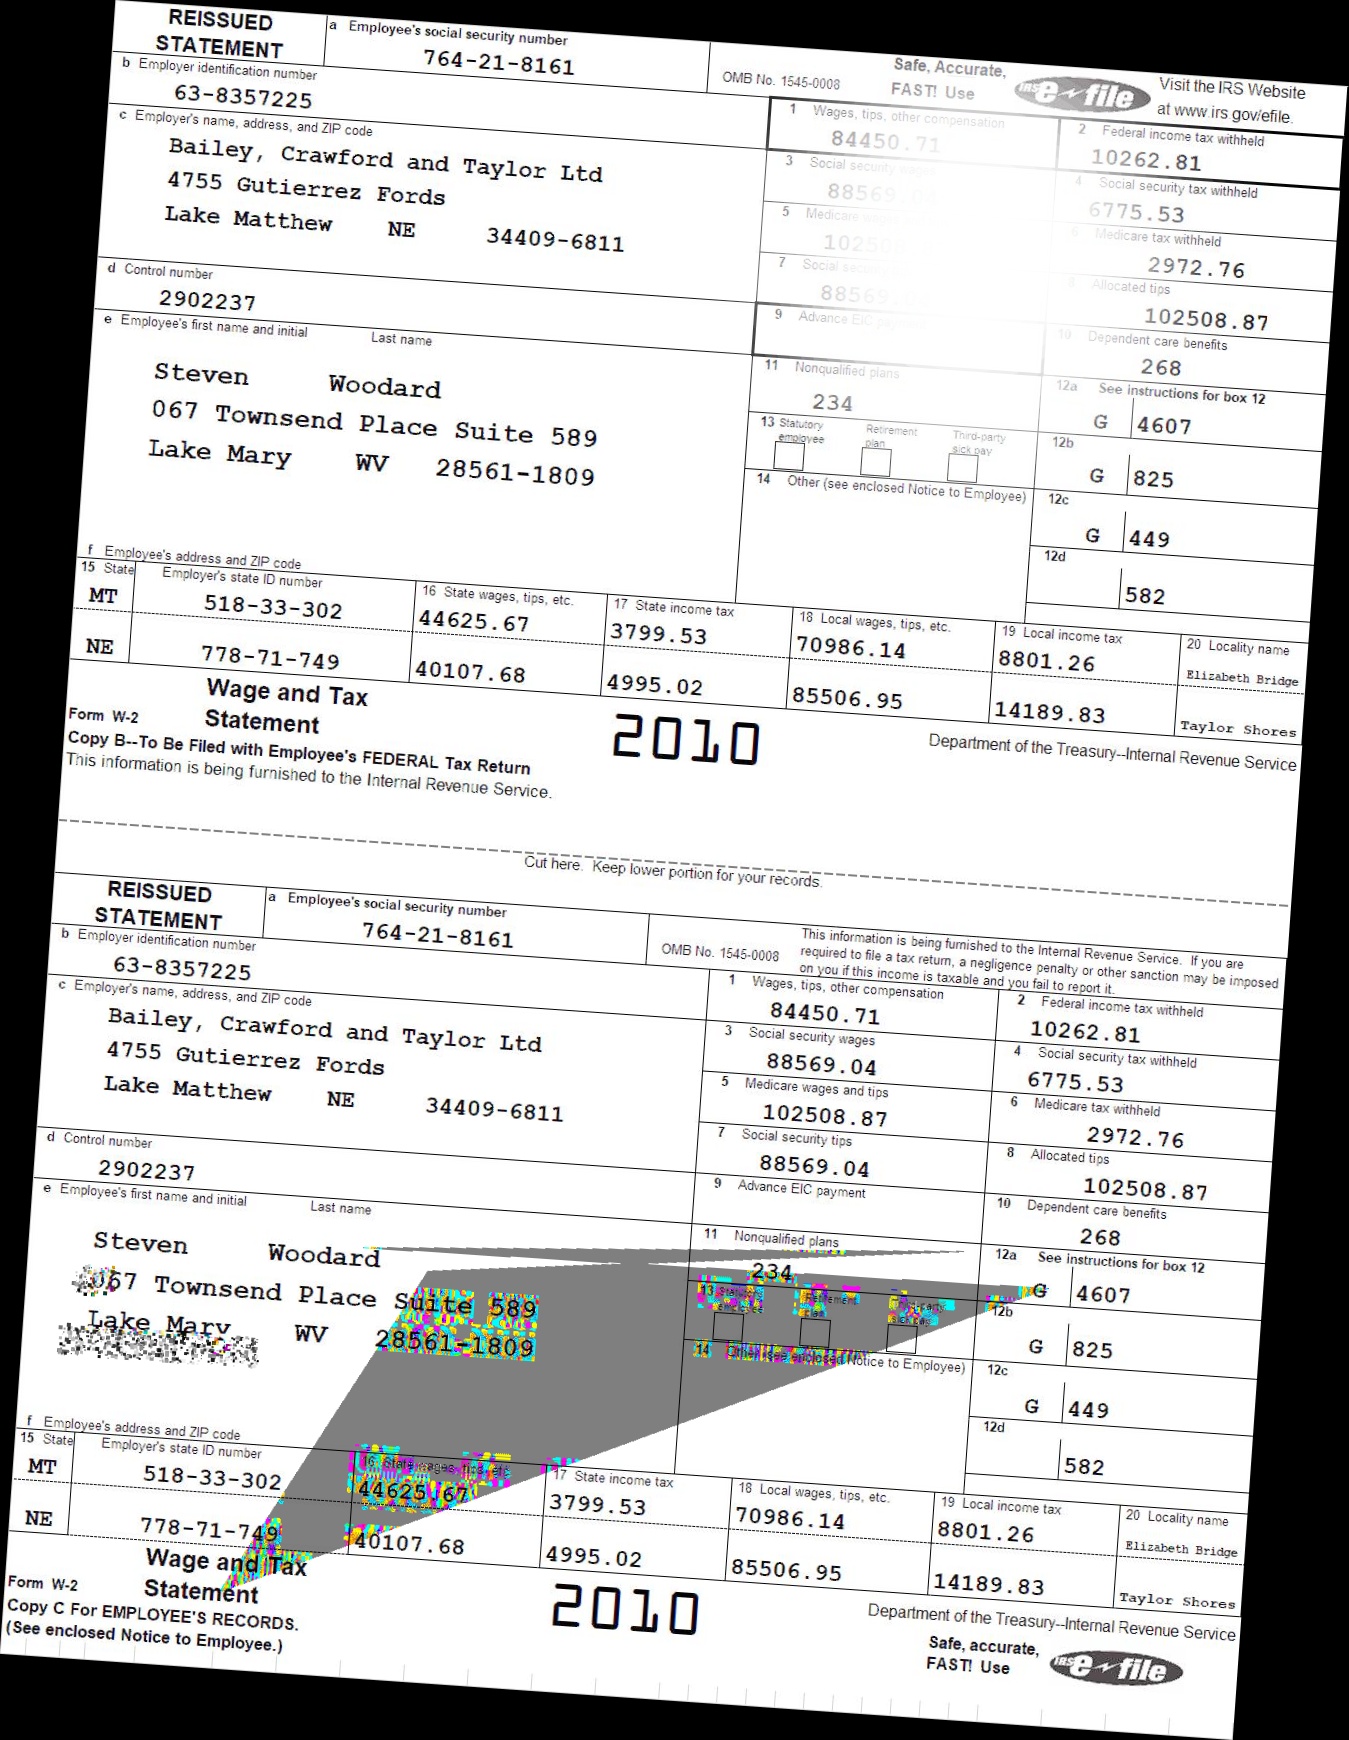 REISSUED
STATEMENT
a Employee's social security number
764-21-8161
OMB No. 1545-0008
Safe, Accurate,
FAST! Use
IRS e-file
Visit the IRS Website
at www.irs.gov/efile.
b Employer identification number
63-8357225
c Employer's name, address, and ZIP code
Bailey, Crawford and Taylor Ltd
4755 Gutierrez Fords
Lake Matthew NE 34409-6811
d Control number
2902237
e Employee's first name and initial Last name
Steven Woodard
067 Townsend Place Suite 589
Lake Mary WV 28561-1809
f Employee's address and ZIP code
1 Wages, tips, other compensation
84450.71
2 Federal income tax withheld
10262.81
3 Social security wages
88569.04
4 Social security tax withheld
6775.53
5 Medicare wages
102508
6 Medicare tax withheld
2972.76
7 Social security
88569.0
8 Allocated tips
102508.87
9 Advance EIC payment
10 Dependent care benefits
268
11 Nonqualified plans
234
12a See instructions for box 12
G 4607
12b
G 825
12c
G 449
12d
582
13 Statutory employee Retirement plan Third-party sick pay
14 Other (see enclosed Notice to Employee)
15 State Employer's state ID number
16 State wages, tips, etc.
17 State income tax
18 Local wages, tips, etc.
19 Local income tax
20 Locality name
MT 518-33-302 44625.67 3799.53 70986.14 8801.26 Elizabeth Bridge
NE 778-71-749 40107.68 4995.02 85506.95 14189.83 Taylor Shores
Form W-2 Wage and Tax
Statement
2010
Department of the Treasury--Internal Revenue Service
Copy B--To Be Filed with Employee's FEDERAL Tax Return
This information is being furnished to the Internal Revenue Service.
Cut here. Keep lower portion for your records.
REISSUED
STATEMENT
a Employee's social security number
764-21-8161
OMB No. 1545-0008
This information is being furnished to the Internal Revenue Service. If you are
required to file a tax return, a negligence penalty or other sanction may be imposed
on you if this income is taxable and you fail to report it.
b Employer identification number
63-8357225
c Employer's name, address, and ZIP code
Bailey, Crawford and Taylor Ltd
4755 Gutierrez Fords
Lake Matthew NE 34409-6811
d Control number
2902237
e Employee's first name and initial Last name
Steven Woodard
067 Townsend Place Suite 589
Lake Mary WV 28561-1809
f Employee's address and ZIP code
1 Wages, tips, other compensation
84450.71
2 Federal income tax withheld
10262.81
3 Social security wages
88569.04
4 Social security tax withheld
6775.53
5 Medicare wages and tips
102508.87
6 Medicare tax withheld
2972.76
7 Social security tips
88569.04
8 Allocated tips
102508.87
9 Advance EIC payment
10 Dependent care benefits
268
11 Nonqualified plans
234
12a See instructions for box 12
G 4607
12b
G 825
12c
G 449
12d
582
13 Statutory employee Retirement plan Third-party sick pay
14 Other (see enclosed Notice to Employee)
15 State Employer's state ID number
16 State wages, tips, etc.
17 State income tax
18 Local wages, tips, etc.
19 Local income tax
20 Locality name
MT 518-33-302 44625.67 3799.53 70986.14 8801.26 Elizabeth Bridge
NE 778-71-749 40107.68 4995.02 85506.95 14189.83 Taylor Shores
Form W-2 Wage and Tax
Statement
2010
Department of the Treasury--Internal Revenue Service
Copy C For EMPLOYEE'S RECORDS.
(See enclosed Notice to Employee.)
Safe, accurate,
FAST! Use
IRS e-file